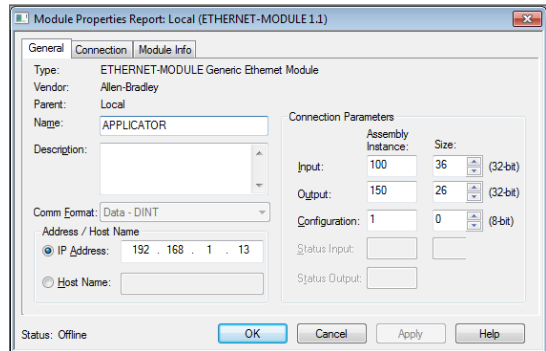 Module Properties Report: Local (ETHERNET-MODULE 1.1)
General Connection Module Info
Type: ETHERNET-MODULE Generic Ethernet Module
Vendor: Allen-Bradley
Parent: Local
Name: APPLICATOR
Description:
Comm Format: Data - DINT
Address / Host Name
IP Address: 192 . 168 . 1 . 13
Host Name:
Connection Parameters
Assembly Instance: Size:
Input: 100 36 (32-bit)
Output: 150 26 (32-bit)
Configuration: 1 0 (8-bit)
Status Input:
Status Output:
Status: Offline OK Cancel Apply Help